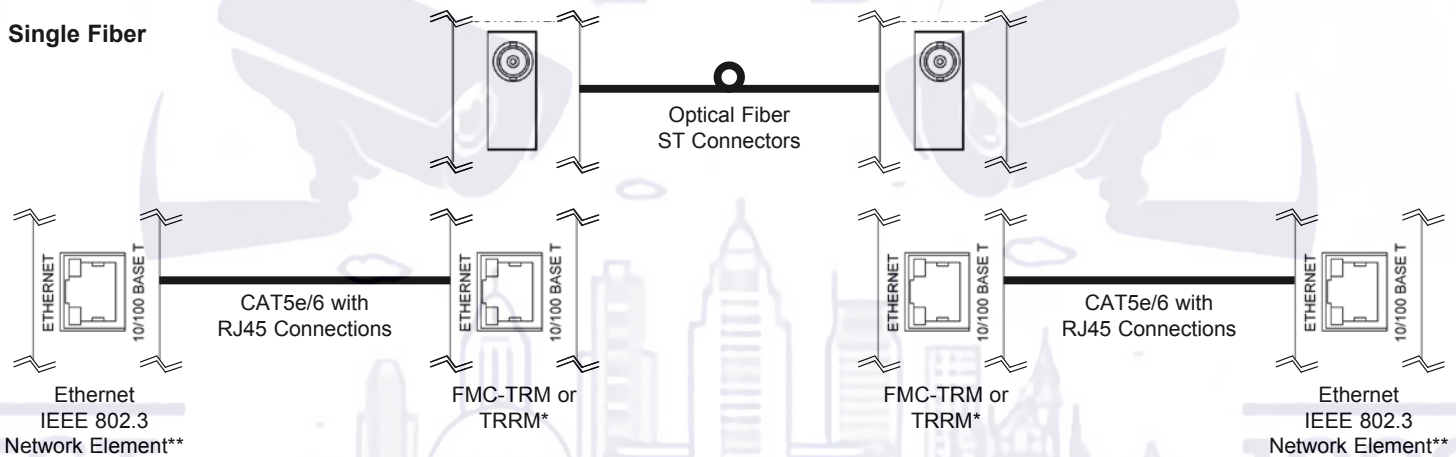 Single Fiber
Optical Fiber
ST Connectors
ETHERNET
10/100 BASE T
CAT5e/6 with
RJ45 Connections
ETHERNET
10/100 BASE T
ETHERNET
10/100 BASE T
CAT5e/6 with
RJ45 Connections
ETHERNET
10/100 BASE T
Ethernet
IEEE 802.3
Network Element**
FMC-TRM or
TRRM*
FMC-TRM or
TRRM*
Ethernet
IEEE 802.3
Network Element**